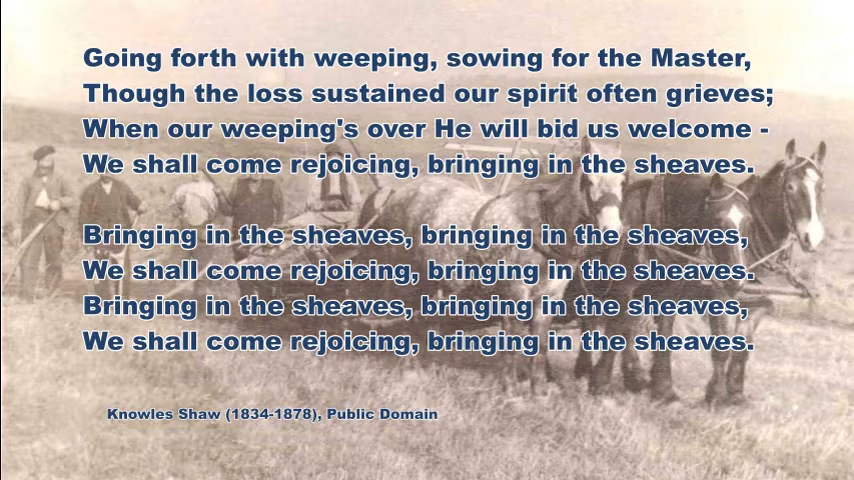 Going forth with weeping, sowing for the Master,
Though the loss sustained our spirit often grieves;
When our weeping's over He will bid us welcome -
We shall come rejoicing, bringing in the sheaves.
Bringing in the sheaves, bringing in the sheaves,
We shall come rejoicing, bringing in the sheaves.
Bringing in the sheaves, bringing in the sheaves,
We shall come rejoicing, bringing in the sheaves.
Knowles Shaw (1834-1878), Public Domain